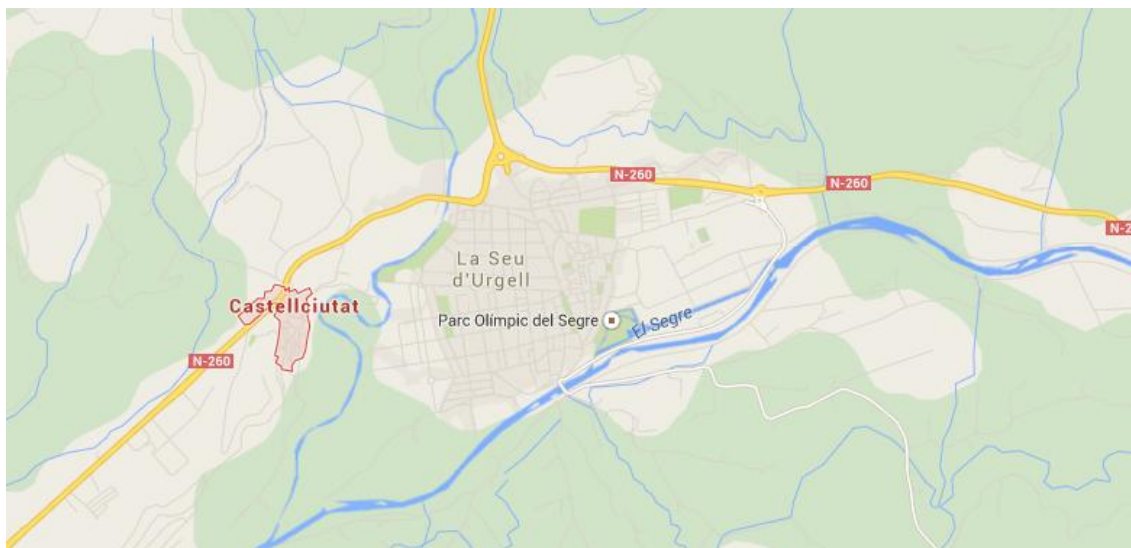 N-260
N-260
N-2
La Seu
d'Urgell
Castellciutat
Parc Olímpic del Segre
El Segre
N-260